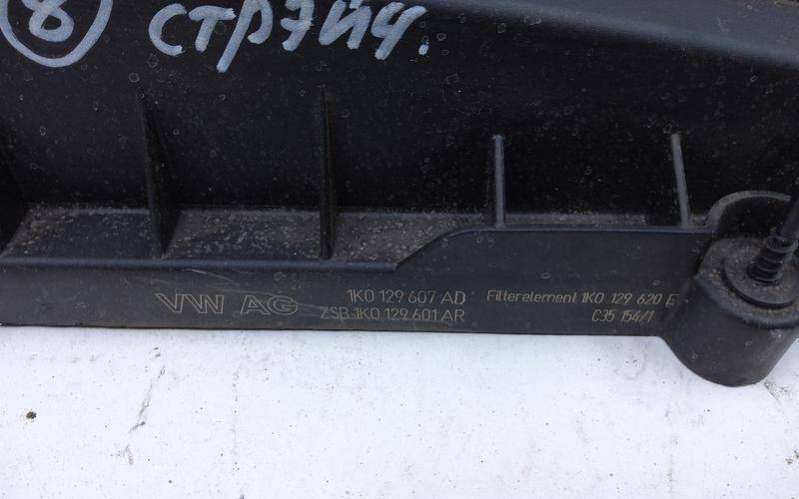 8 стрэйч.
VW AG
1K0 129 607 AD
ZSB 1K0 129 601 AR
Filterelement 1K0 129 620 E
C35 154/1